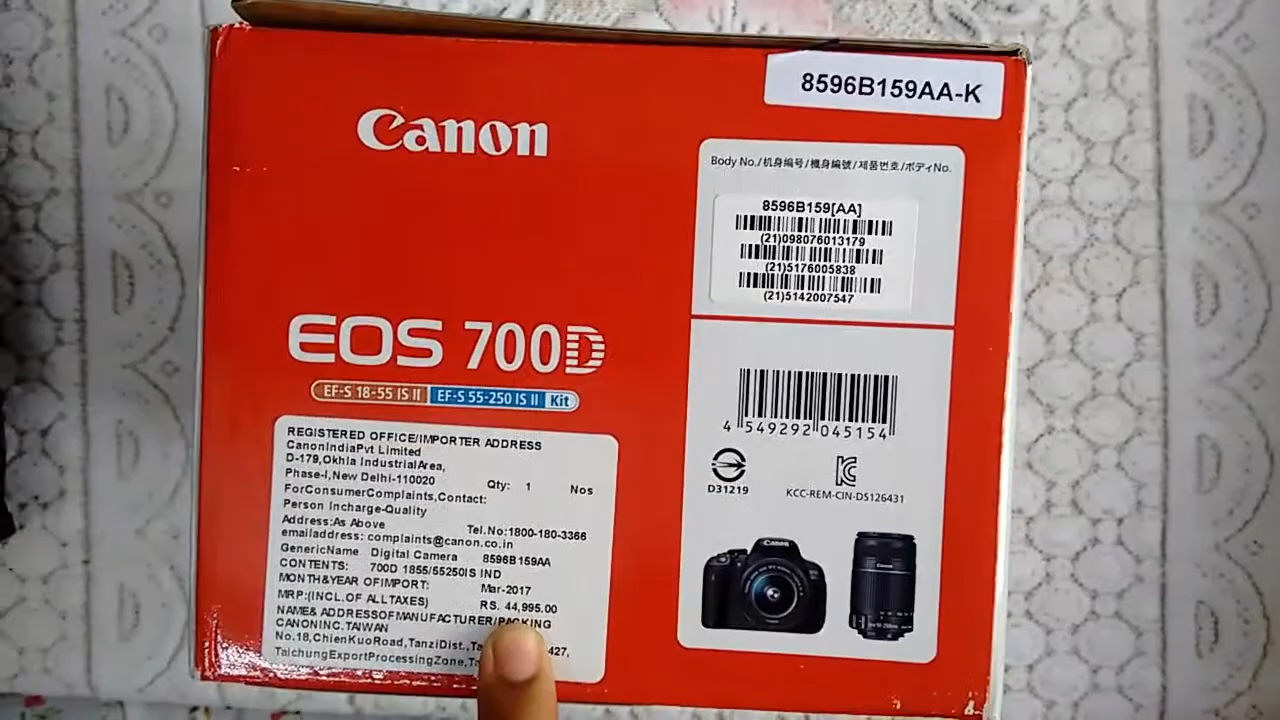 8596B159AA-K
Canon
Body No./机身编号/機身編號/제품번호/ボディNo.
8596B159[AA]
(21)098076013179
(21)5176005838
(21)5142007547
EOS 700D
EF-S 18-55 IS II EF-S 55-250 IS II Kit
4 549292 045154
D31219
KCC-REM-CIN-DS126431
REGISTERED OFFICE/IMPORTER ADDRESS
CanonIndiaPvt Limited
D-179,Okhla IndustrialArea,
Phase-I,New Delhi-110020
Qty: 1 Nos
ForConsumerComplaints,Contact:
Person Incharge-Quality
Address:As Above Tel.No:1800-180-3366
emailaddress: complaints@canon.co.in
GenericName Digital Camera 8596B159AA
CONTENTS: 700D 1855/55250IS IND
MONTH&YEAR OFIMPORT: Mar-2017
MRP:(INCL.OF ALLTAXES) RS. 44,995.00
NAME& ADDRESSOFMANUFACTURER/PACKING
CANONINC.TAIWAN
No.18,ChienKuoRoad,TanziDist., 427,
TaichungExportProcessingZone,
Canon
Canon